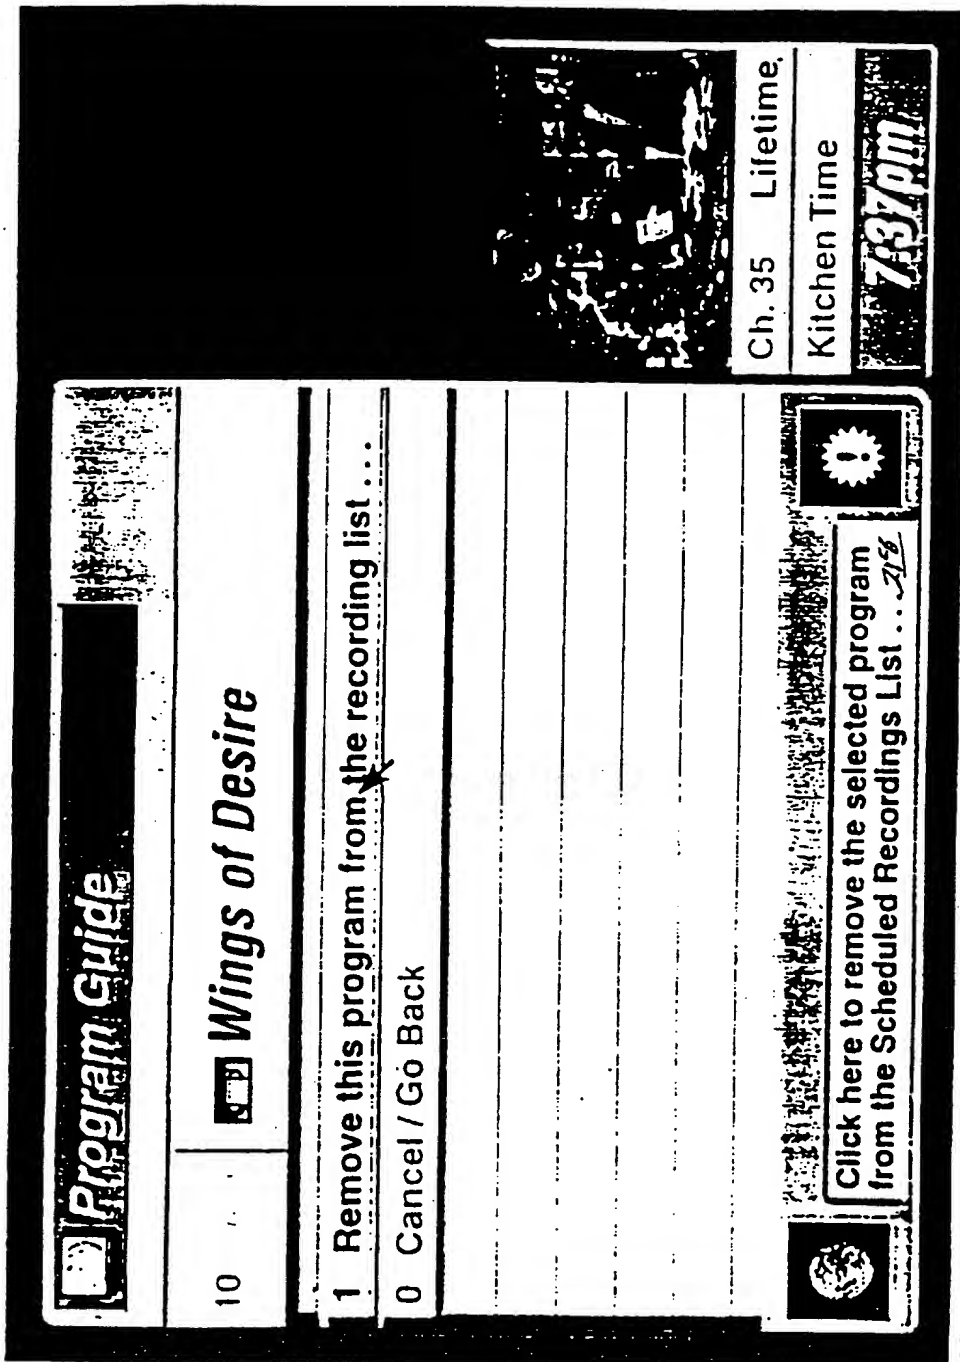 Program Guide
10 Wings of Desire
1 Remove this program from the recording list...
0 Cancel / Go Back
Click here to remove the selected program
from the Scheduled Recordings List...
Ch. 35 Lifetime
Kitchen Time
7:37pm